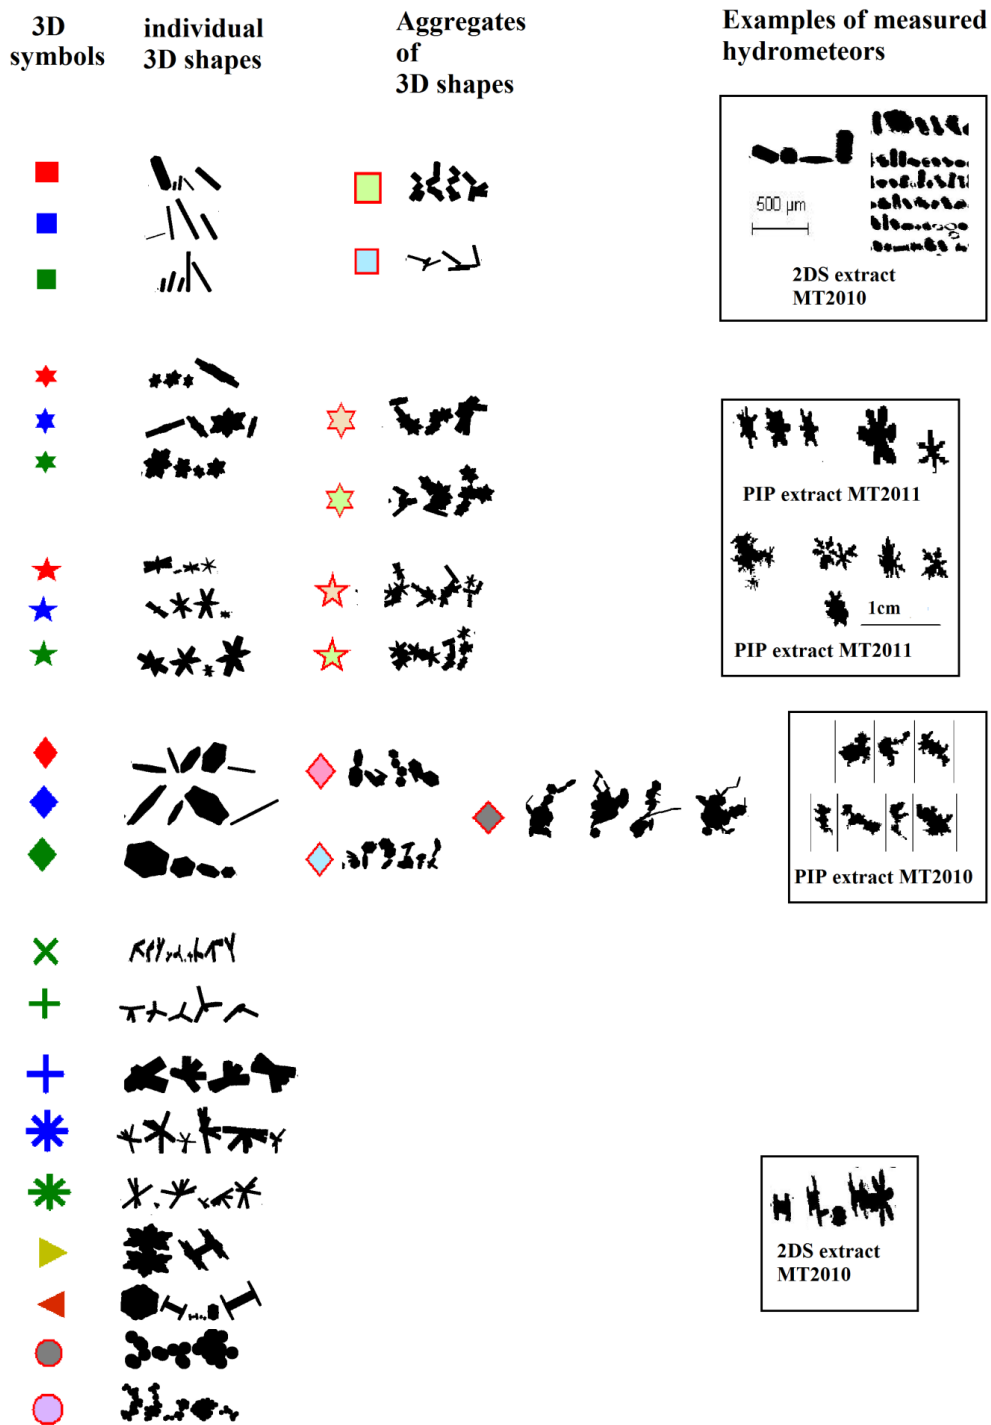 3D
symbols
individual
3D shapes
Aggregates
of
3D shapes
Examples of measured
hydrometeors
500 µm
2DS extract
MT2010
PIP extract MT2011
1cm
PIP extract MT2011
PIP extract MT2010
2DS extract
MT2010